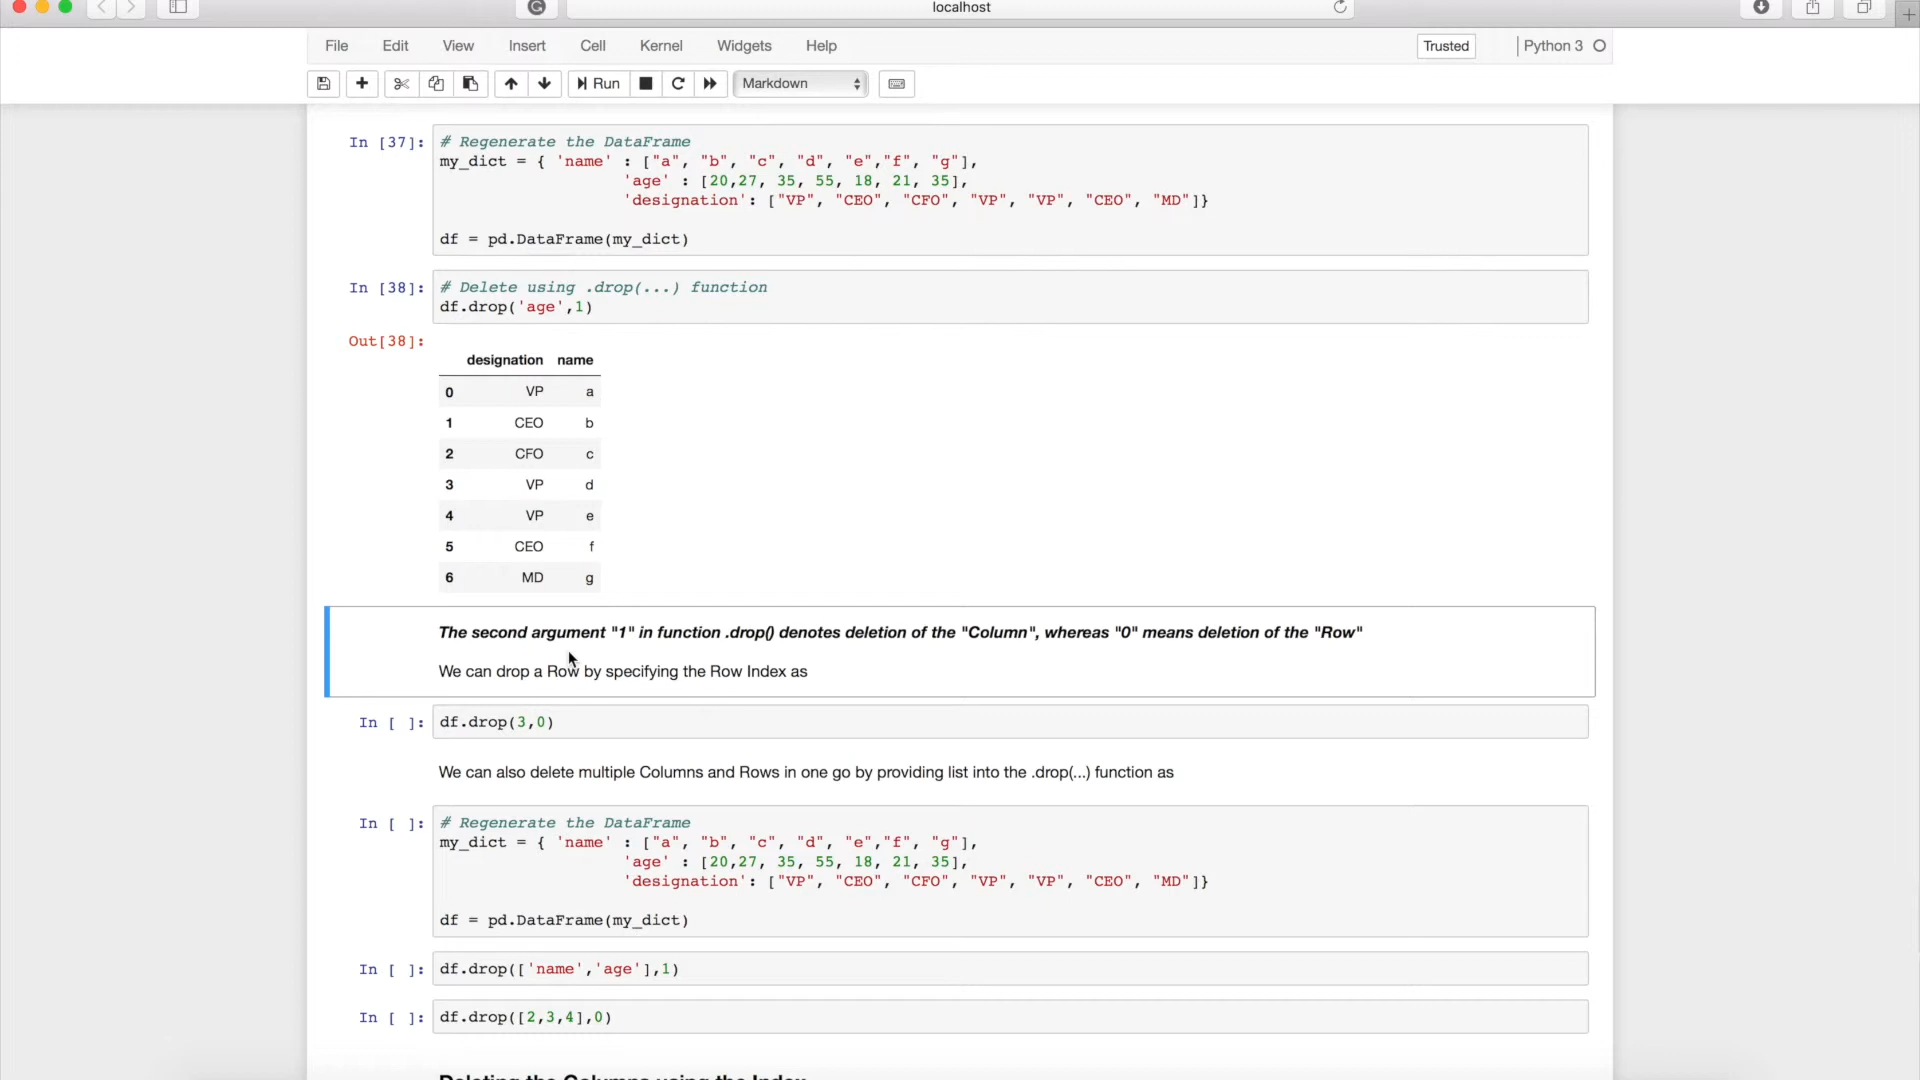 localhost
File Edit View Insert Cell Kernel Widgets Help Trusted Python 3
Run Markdown
In [37]: # Regenerate the DataFrame
my_dict = { 'name' : ["a", "b", "c", "d", "e","f", "g"],
'age' : [20,27, 35, 55, 18, 21, 35],
'designation': ["VP", "CEO", "CFO", "VP", "VP", "CEO", "MD"]}
df = pd.DataFrame(my_dict)
In [38]: # Delete using .drop(...) function
df.drop('age',1)
Out[38]:
designation name
0 VP a
1 CEO b
2 CFO c
3 VP d
4 VP e
5 CEO f
6 MD g
The second argument "1" in function .drop() denotes deletion of the "Column", whereas "0" means deletion of the "Row"
We can drop a Row by specifying the Row Index as
In [ ]: df.drop(3,0)
We can also delete multiple Columns and Rows in one go by providing list into the .drop(...) function as
In [ ]: # Regenerate the DataFrame
my_dict = { 'name' : ["a", "b", "c", "d", "e","f", "g"],
'age' : [20,27, 35, 55, 18, 21, 35],
'designation': ["VP", "CEO", "CFO", "VP", "VP", "CEO", "MD"]}
df = pd.DataFrame(my_dict)
In [ ]: df.drop(['name','age'],1)
In [ ]: df.drop([2,3,4],0)
Deleting the Columns using the Index